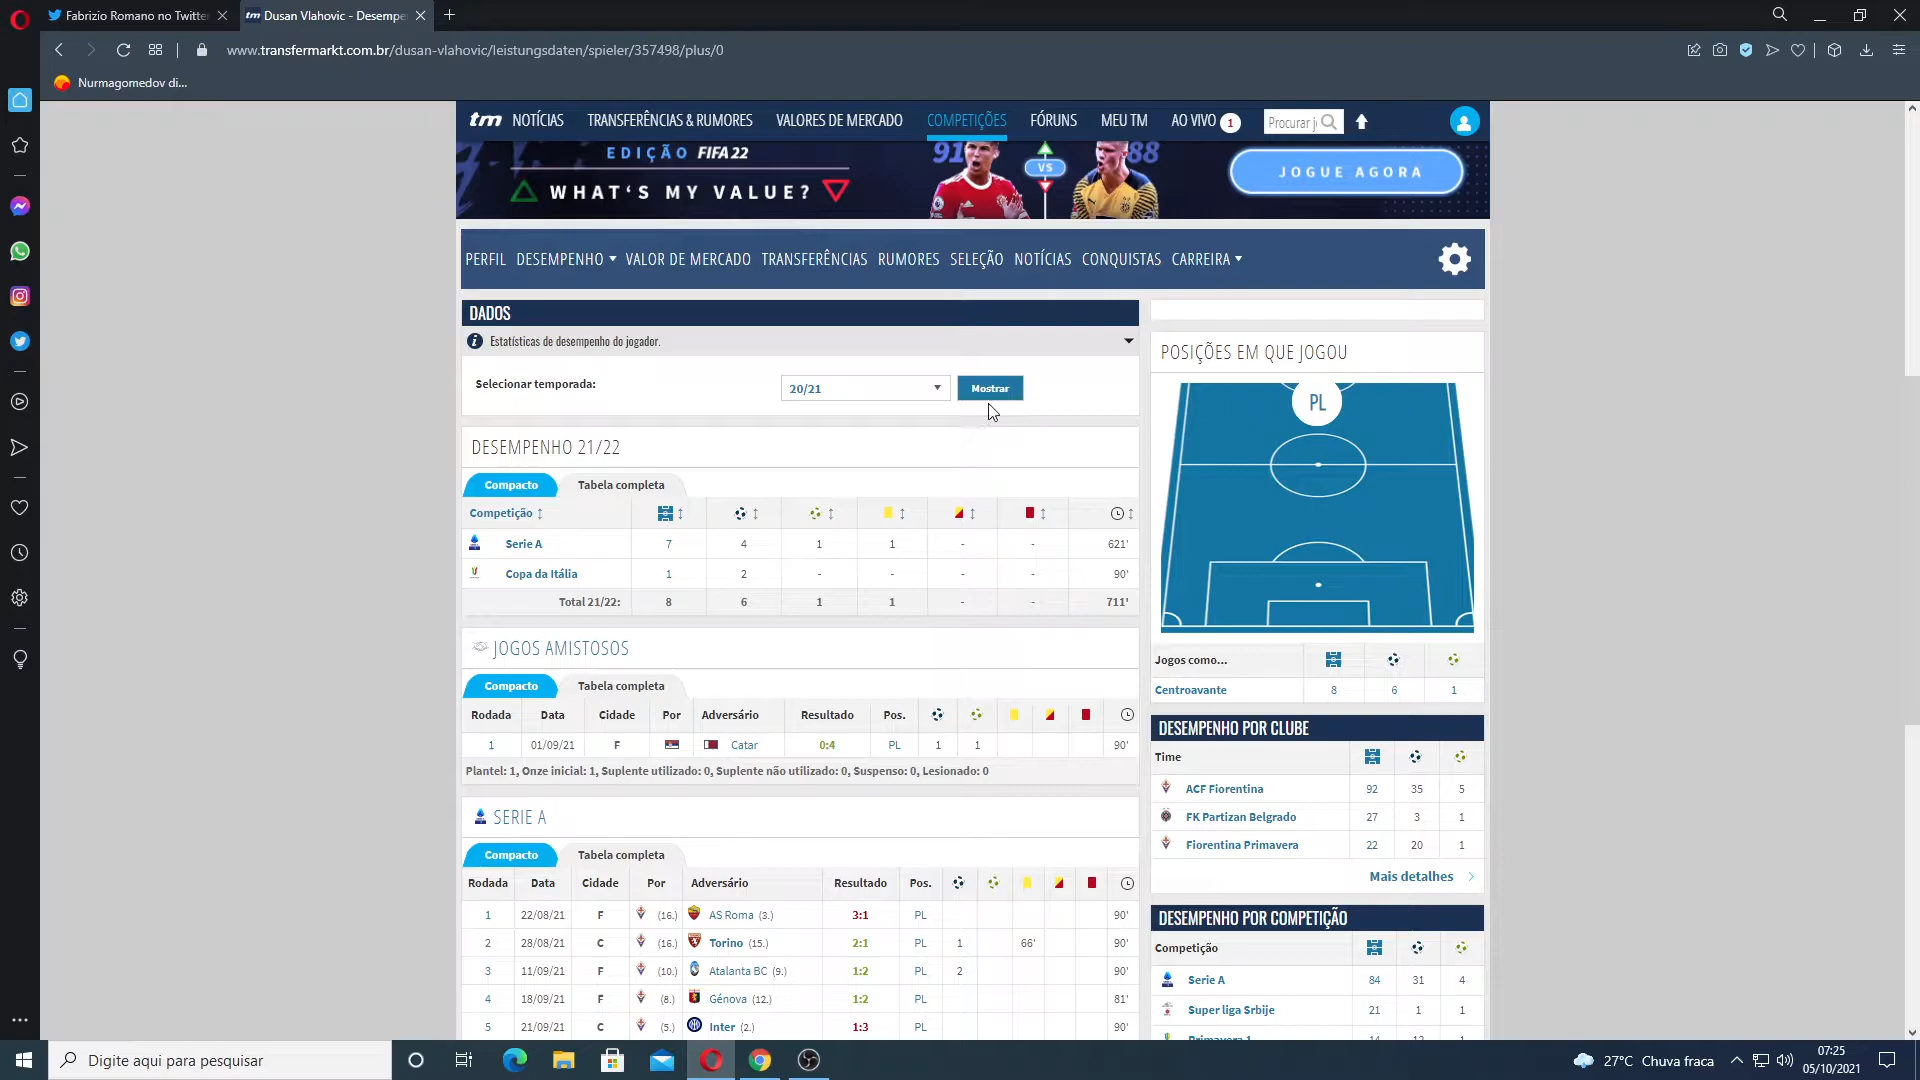 Fabrizio Romano no Twitte
tm Dusan Vlahovic - Desempe
www.transfermarkt.com.br/dusan-vlahovic/leistungsdaten/spieler/357498/plus/0
Nurmagomedov di...
tm NOTÍCIAS TRANSFERÊNCIAS & RUMORES VALORES DE MERCADO COMPETIÇÕES FÓRUNS MEU TM AO VIVO 1 Procurar j
EDIÇÃO FIFA 22
WHAT'S MY VALUE?
91 VS 88
JOGUE AGORA
PERFIL DESEMPENHO VALOR DE MERCADO TRANSFERÊNCIAS RUMORES SELEÇÃO NOTÍCIAS CONQUISTAS CARREIRA
DADOS
i Estatísticas de desempenho do jogador.
Selecionar temporada: 20/21 Mostrar
DESEMPENHO 21/22
Compacto Tabela completa
Competição
Serie A 7 4 1 1 - - 621'
Copa da Itália 1 2 - - - - 90'
Total 21/22: 8 6 1 1 - - 711'
JOGOS AMISTOSOS
Compacto Tabela completa
Rodada Data Cidade Por Adversário Resultado Pos.
1 01/09/21 F Catar 0:4 PL 1 1 90'
Plantel: 1, Onze inicial: 1, Suplente utilizado: 0, Suplente não utilizado: 0, Suspenso: 0, Lesionado: 0
SERIE A
Compacto Tabela completa
Rodada Data Cidade Por Adversário Resultado Pos.
1 22/08/21 F (16.) AS Roma (3.) 3:1 PL 90'
2 28/08/21 C (16.) Torino (15.) 2:1 PL 1 66' 90'
3 11/09/21 F (10.) Atalanta BC (9.) 1:2 PL 2 90'
4 18/09/21 F (8.) Génova (12.) 1:2 PL 81'
5 21/09/21 C (5.) Inter (2.) 1:3 PL 90'
POSIÇÕES EM QUE JOGOU
PL
Jogos como...
Centroavante 8 6 1
DESEMPENHO POR CLUBE
Time
ACF Fiorentina 92 35 5
FK Partizan Belgrado 27 3 1
Fiorentina Primavera 22 20 1
Mais detalhes
DESEMPENHO POR COMPETIÇÃO
Competição
Serie A 84 31 4
Super liga Srbije 21 1 1
Primavera 1 14 12 1
Digite aqui para pesquisar
27°C Chuva fraca
07:25
05/10/2021